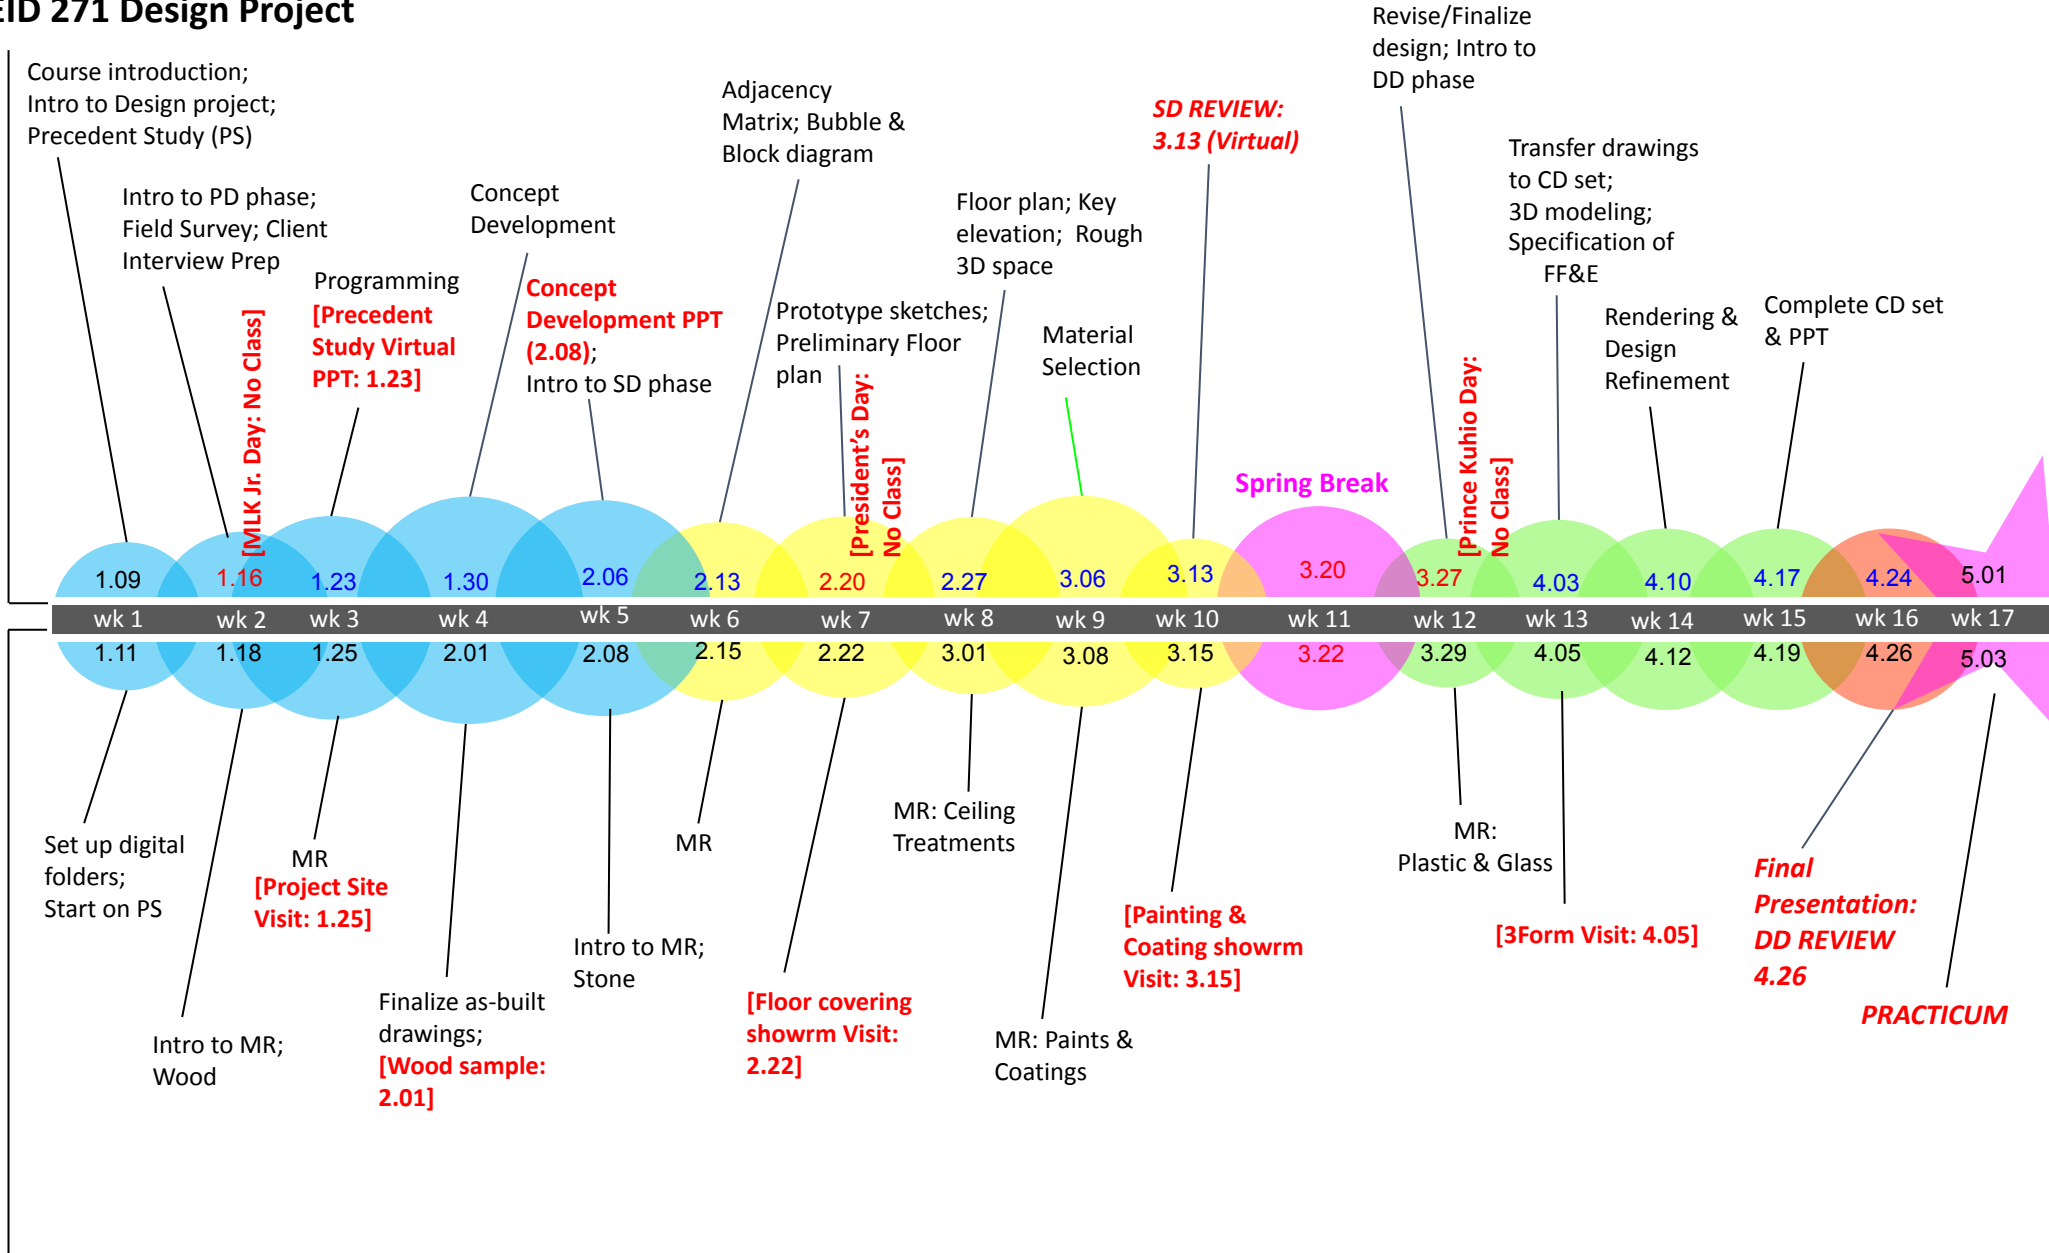 EID 271 Design Project
Course introduction;
Intro to Design project;
Precedent Study (PS)
Intro to PD phase;
Field Survey; Client
Interview Prep
[MLK Jr. Day: No Class]
Programming
[Precedent
Study Virtual
PPT: 1.23]
Concept
Development
Concept
Development PPT
(2.08);
Intro to SD phase
Adjacency
Matrix; Bubble &
Block diagram
Prototype sketches;
Preliminary Floor
plan
[President's Day:
No Class]
Floor plan; Key
elevation; Rough
3D space
Material
Selection
SD REVIEW:
3.13 (Virtual)
Spring Break
Revise/Finalize
design; Intro to
DD phase
[Prince Kuhio Day:
No Class]
Transfer drawings
to CD set;
3D modeling;
Specification of
FF&E
Rendering &
Design
Refinement
Complete CD set
& PPT
1.09 1.16 1.23 1.30 2.06 2.13 2.20 2.27 3.06 3.13 3.20 3.27 4.03 4.10 4.17 4.24 5.01
wk 1 wk 2 wk 3 wk 4 wk 5 wk 6 wk 7 wk 8 wk 9 wk 10 wk 11 wk 12 wk 13 wk 14 wk 15 wk 16 wk 17
1.11 1.18 1.25 2.01 2.08 2.15 2.22 3.01 3.08 3.15 3.22 3.29 4.05 4.12 4.19 4.26 5.03
Set up digital
folders;
Start on PS
Intro to MR;
Wood
MR
[Project Site
Visit: 1.25]
Finalize as-built
drawings;
[Wood sample:
2.01]
Intro to MR;
Stone
MR
[Floor covering
showrm Visit:
2.22]
MR: Ceiling
Treatments
MR: Paints &
Coatings
[Painting &
Coating showrm
Visit: 3.15]
MR:
Plastic & Glass
[3Form Visit: 4.05]
Final
Presentation:
DD REVIEW
4.26
PRACTICUM